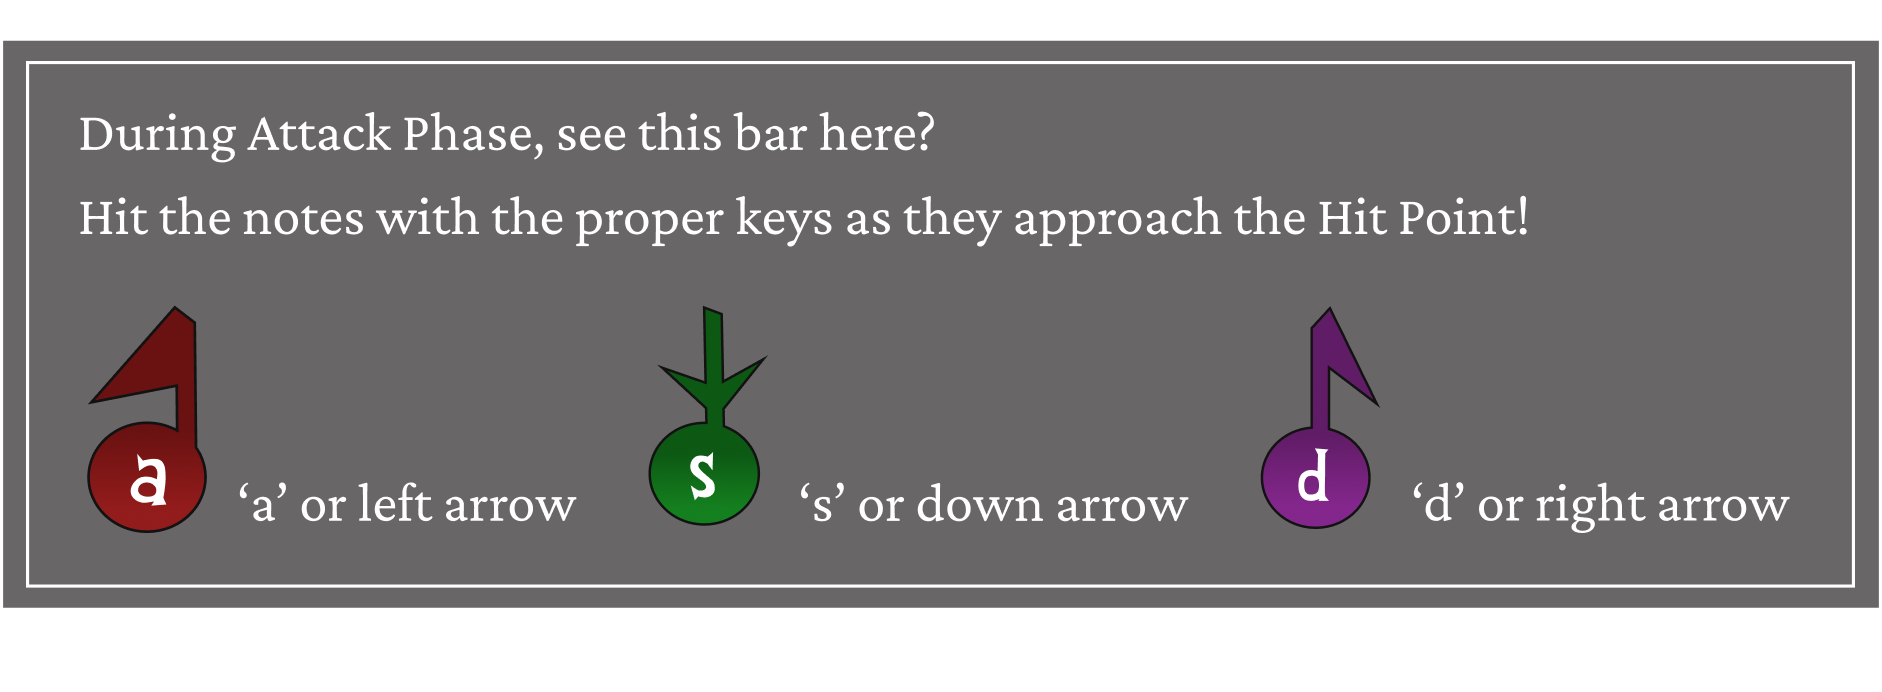 During Attack Phase, see this bar here?
Hit the notes with the proper keys as they approach the Hit Point!
a ‘a’ or left arrow s ‘s’ or down arrow d ‘d’ or right arrow